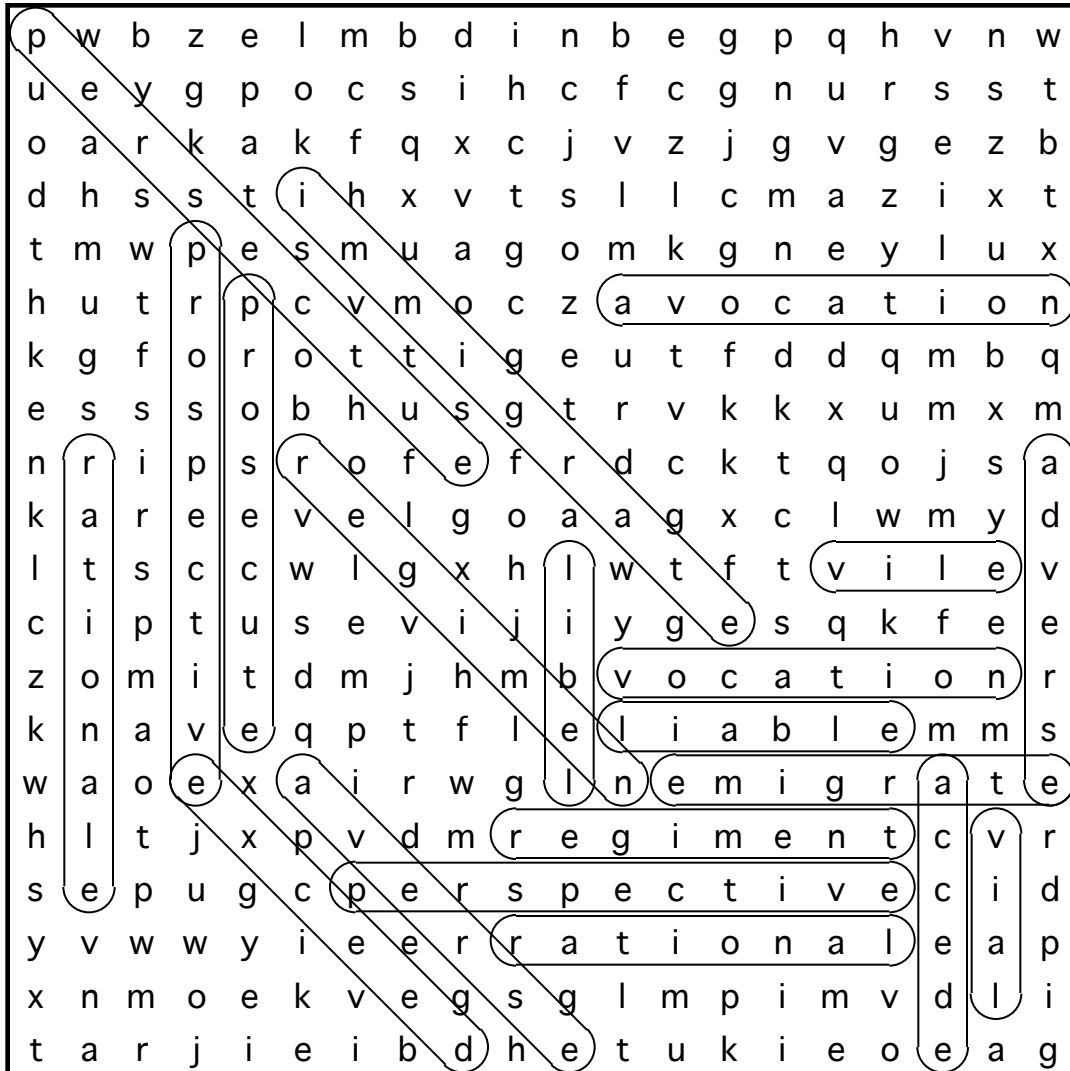 p w b z e l m b d i n b e g p q h v n w
u e y g p o c s i h c f c g n u r s s t
o a r k a k f q x c j v z j g v g e z b
d h s s t i h x v t s l l c m a z i x t
t m w p e s m u a g o m k g n e y l u x
h u t r p c v m o c z a v o c a t i o n
k g f o r o t t i g e u t f d d q m b q
e s s s o b h u s g t r v k k x u m x m
n r i p s r o f e f r d c k t q o j s a
k a r e e v e l g o a a g x c l w m y d
l t s c c w l g x h l w t f t v i l e v
c i p t u s e v i j i y g e s q k f e e
z o m i t d m j h m b v o c a t i o n r
k n a v e q p t f l e l i a b l e m m s
w a o e x a i r w g l n e m i g r a t e
h l t j x p v d m r e g i m e n t c v r
s e p u g c p e r s p e c t i v e c i d
y v w w y i e e r r a t i o n a l e a p
x n m o e k v e g s g l m p i m v d l i
t a r j i e i b d h e t u k i e o e a g